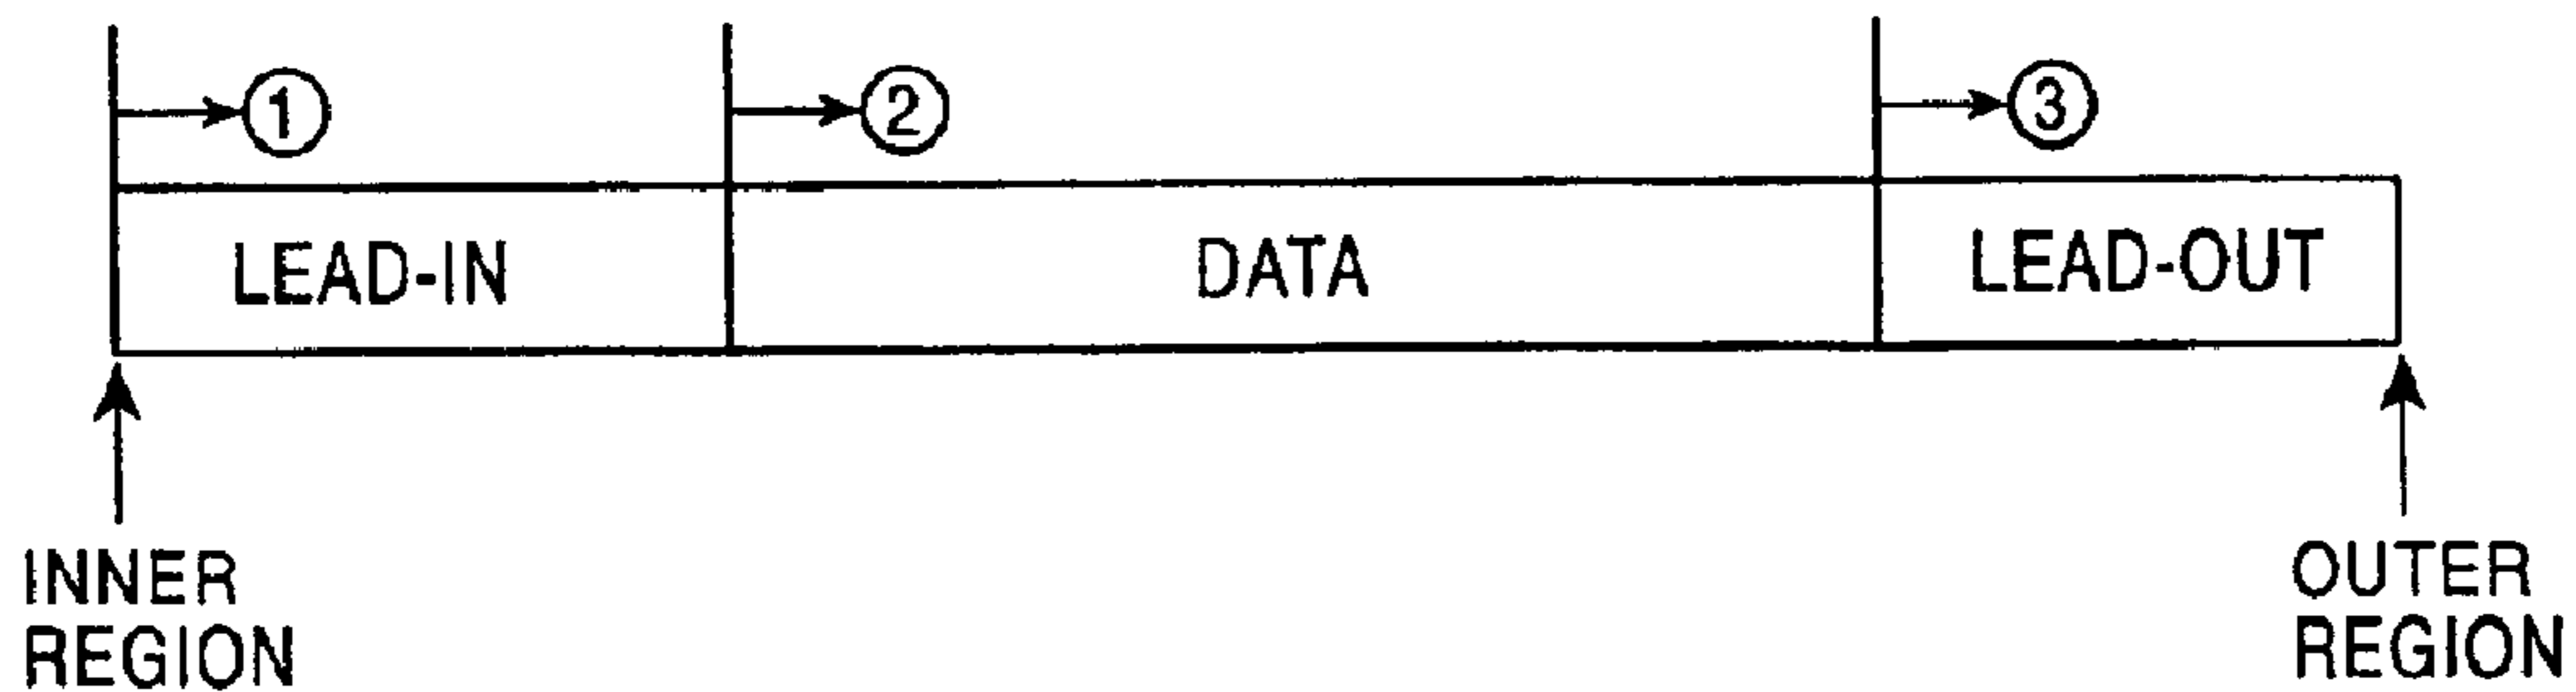 ① ② ③
LEAD-IN DATA LEAD-OUT
INNER OUTER
REGION REGION